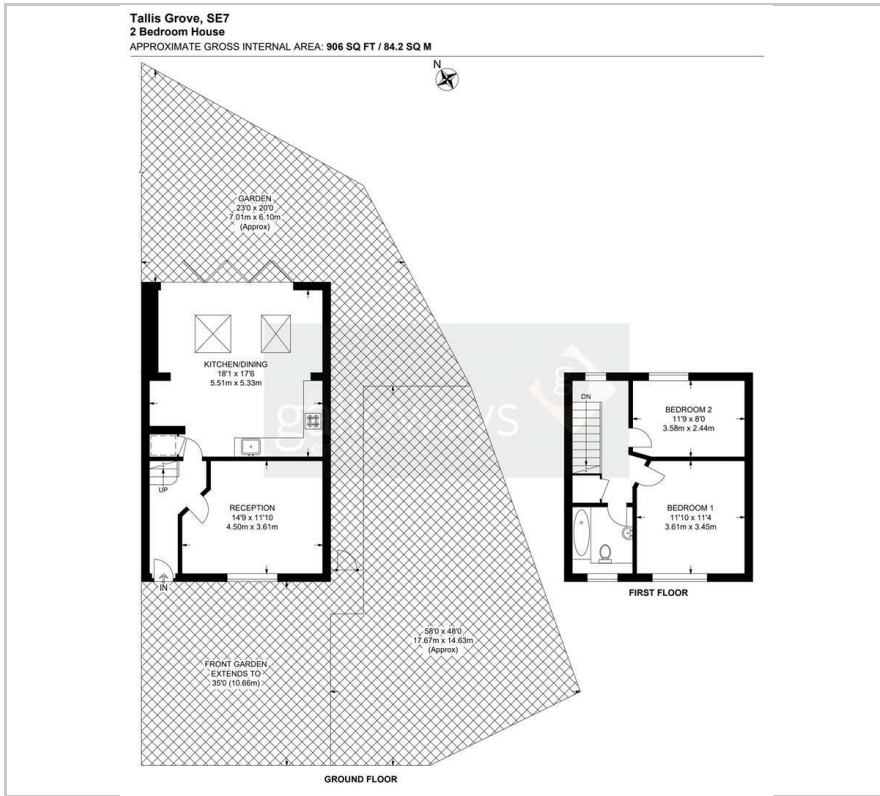 Tallis Grove, SE7
2 Bedroom House
APPROXIMATE GROSS INTERNAL AREA: 906 SQ FT / 84.2 SQ M
N
GARDEN
23'0 x 20'0
7.01m x 6.10m
(Approx)
KITCHEN/DINING
18'1 x 17'6
5.51m x 5.33m
UP
RECEPTION
14'9 x 11'10
4.50m x 3.61m
IN
FRONT GARDEN
EXTENDS TO
35'0 (10.66m)
58'0 x 48'0
17.67m x 14.63m
(Approx)
GROUND FLOOR
DN
BEDROOM 2
11'9 x 8'0
3.58m x 2.44m
BEDROOM 1
11'10 x 11'4
3.61m x 3.45m
FIRST FLOOR